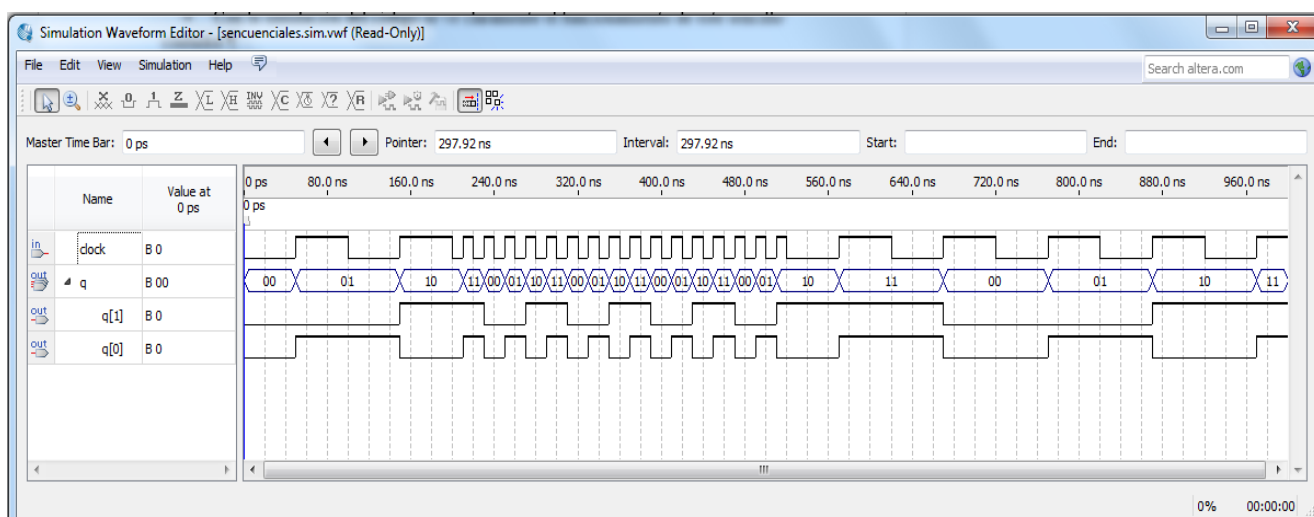 Simulation Waveform Editor - [sencuenciales.sim.vwf (Read-Only)]
File Edit View Simulation Help
Search altera.com
Master Time Bar: 0 ps Pointer: 297.92 ns Interval: 297.92 ns Start: End:
Name Value at 0 ps
0 ps 80.0 ns 160.0 ns 240.0 ns 320.0 ns 400.0 ns 480.0 ns 560.0 ns 640.0 ns 720.0 ns 800.0 ns 880.0 ns 960.0 ns
0 ps
in clock B 0
out q B 00 00 01 10 11 00 01 10 11 00 01 10 11 00 01 10 11 00 01 10 11 00 01 10 11
out q[1] B 0
out q[0] B 0
0% 00:00:00